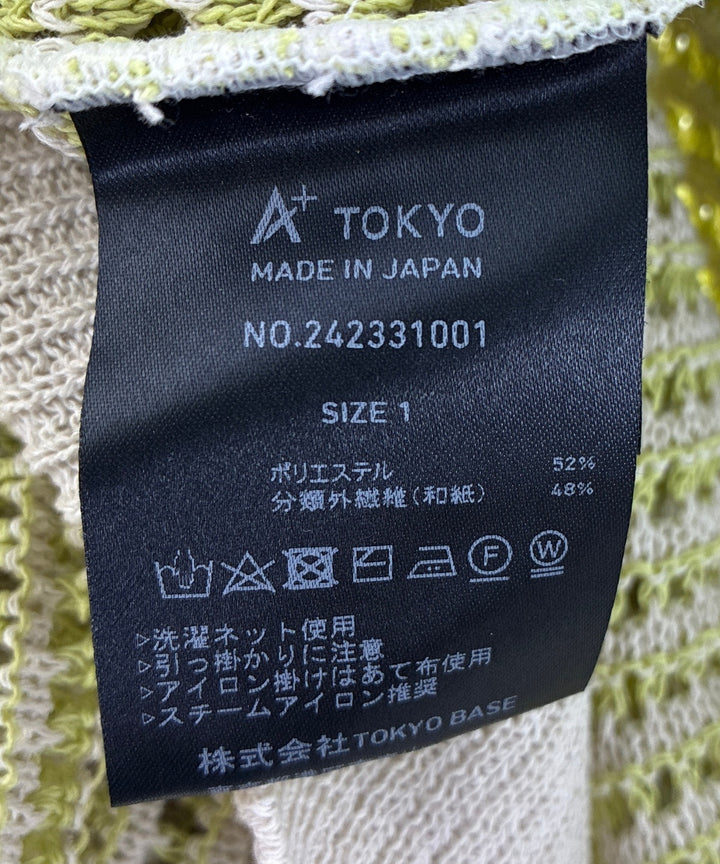 A+ TOKYO
MADE IN JAPAN
NO.242331001
SIZE 1
ポリエステル 52%
分類外繊維(和紙) 48%
F W
▷洗濯ネット使用
▷引っ掛かりに注意
▷アイロン掛けはあて布使用
▷スチームアイロン推奨
株式会社TOKYO BASE